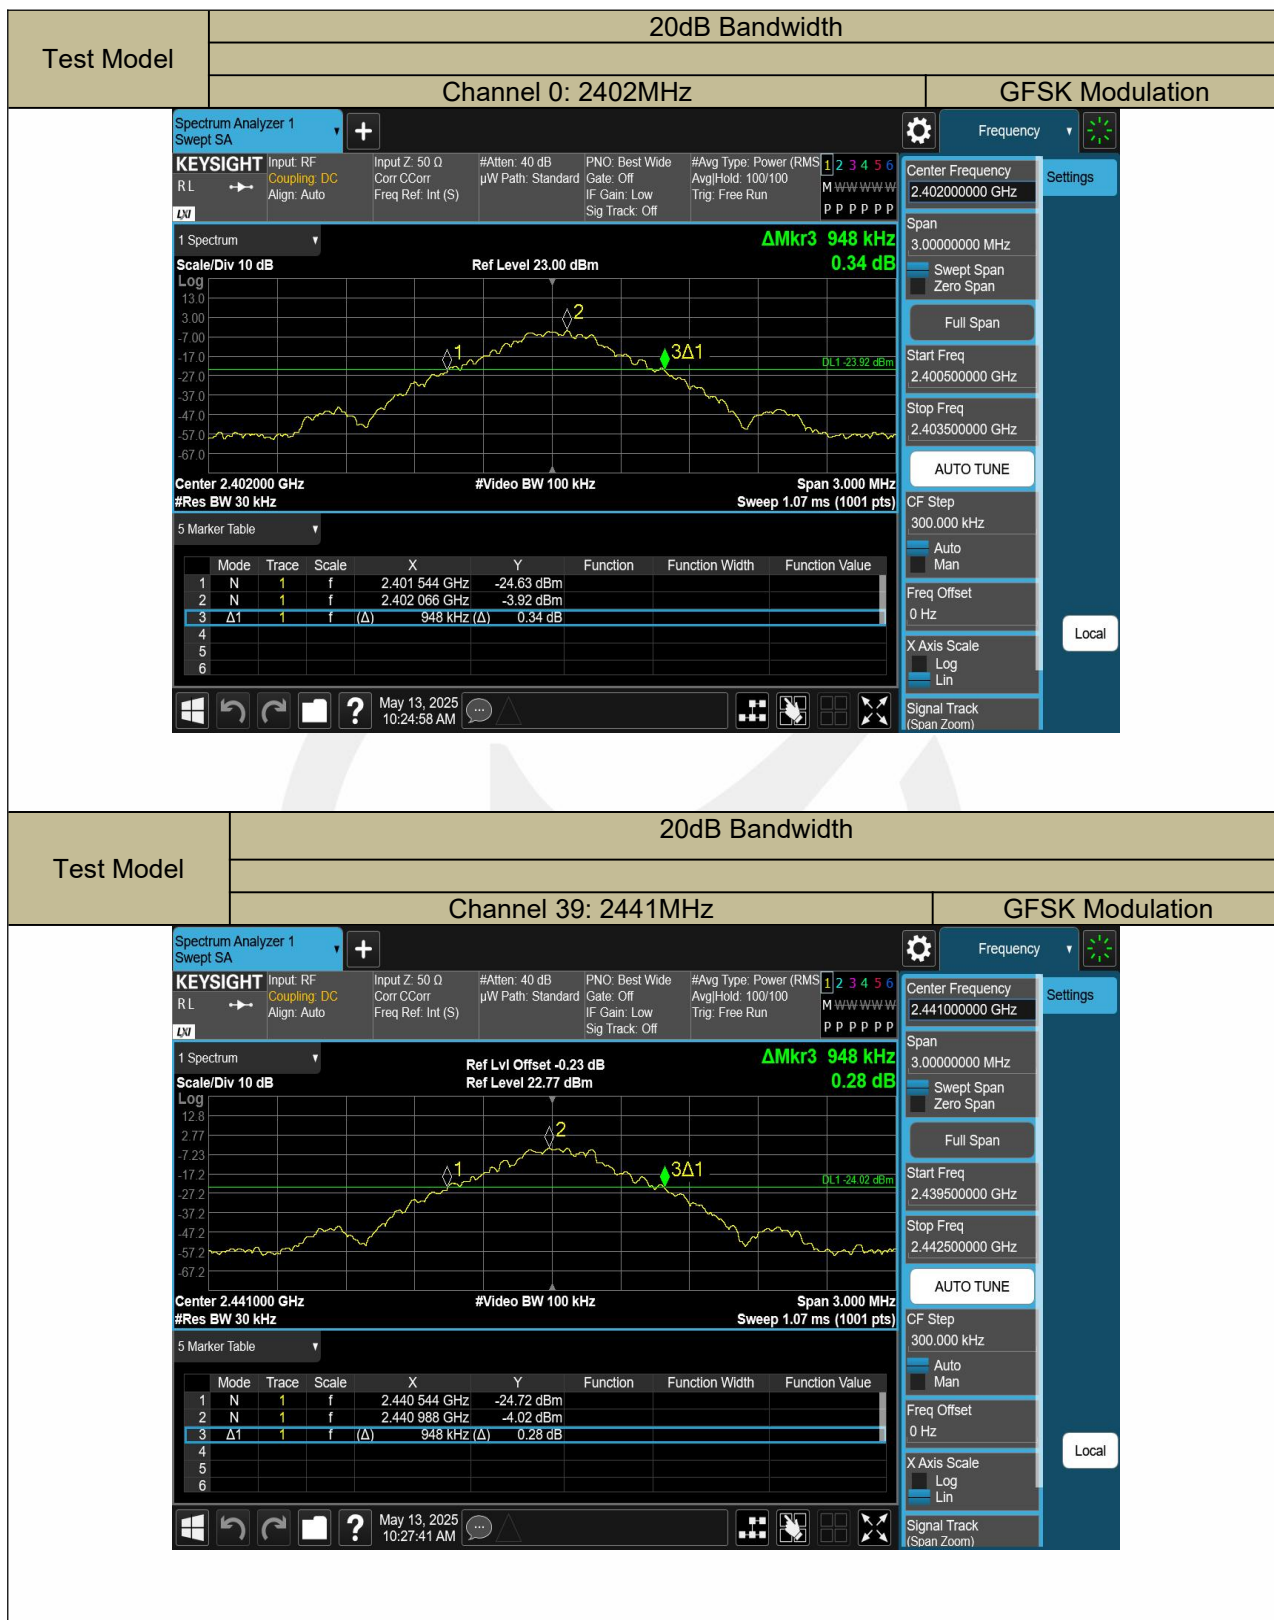 Test Model
20dB Bandwidth
Channel 0: 2402MHz
GFSK Modulation
Spectrum Analyzer 1
Swept SA
+
Frequency
KEYSIGHT
RL
LXI
Input: RF
Coupling: DC
Align: Auto
Input Z: 50 Ω
Corr CCorr
Freq Ref: Int (S)
#Atten: 40 dB
µW Path: Standard
PNO: Best Wide
Gate: Off
IF Gain: Low
Sig Track: Off
#Avg Type: Power (RMS
Avg|Hold: 100/100
Trig: Free Run
1 2 3 4 5 6
M W W W W W
P P P P P P
1 Spectrum
Scale/Div 10 dB
Ref Level 23.00 dBm
ΔMkr3 948 kHz
0.34 dB
Log
13.0
3.00
-7.00
-17.0
-27.0
-37.0
-47.0
-57.0
-67.0
1
2
3Δ1
DL1 -23.92 dBm
Center 2.402000 GHz
#Video BW 100 kHz
Span 3.000 MHz
#Res BW 30 kHz
Sweep 1.07 ms (1001 pts)
5 Marker Table
Mode Trace Scale X Y Function Function Width Function Value
1 N 1 f 2.401 544 GHz -24.63 dBm
2 N 1 f 2.402 066 GHz -3.92 dBm
3 Δ1 1 f (Δ) 948 kHz (Δ) 0.34 dB
4
5
6
?
May 13, 2025
10:24:58 AM
Center Frequency
2.402000000 GHz
Settings
Span
3.00000000 MHz
Swept Span
Zero Span
Full Span
Start Freq
2.400500000 GHz
Stop Freq
2.403500000 GHz
AUTO TUNE
CF Step
300.000 kHz
Auto
Man
Freq Offset
0 Hz
X Axis Scale
Log
Lin
Local
Signal Track
(Span Zoom)
Test Model
20dB Bandwidth
Channel 39: 2441MHz
GFSK Modulation
Spectrum Analyzer 1
Swept SA
+
Frequency
KEYSIGHT
RL
LXI
Input: RF
Coupling: DC
Align: Auto
Input Z: 50 Ω
Corr CCorr
Freq Ref: Int (S)
#Atten: 40 dB
µW Path: Standard
PNO: Best Wide
Gate: Off
IF Gain: Low
Sig Track: Off
#Avg Type: Power (RMS
Avg|Hold: 100/100
Trig: Free Run
1 2 3 4 5 6
M W W W W W
P P P P P P
1 Spectrum
Scale/Div 10 dB
Ref Lvl Offset -0.23 dB
Ref Level 22.77 dBm
ΔMkr3 948 kHz
0.28 dB
Log
12.8
2.77
-7.23
-17.2
-27.2
-37.2
-47.2
-57.2
-67.2
1
2
3Δ1
DL1 -24.02 dBm
Center 2.441000 GHz
#Video BW 100 kHz
Span 3.000 MHz
#Res BW 30 kHz
Sweep 1.07 ms (1001 pts)
5 Marker Table
Mode Trace Scale X Y Function Function Width Function Value
1 N 1 f 2.440 544 GHz -24.72 dBm
2 N 1 f 2.440 988 GHz -4.02 dBm
3 Δ1 1 f (Δ) 948 kHz (Δ) 0.28 dB
4
5
6
?
May 13, 2025
10:27:41 AM
Center Frequency
2.441000000 GHz
Settings
Span
3.00000000 MHz
Swept Span
Zero Span
Full Span
Start Freq
2.439500000 GHz
Stop Freq
2.442500000 GHz
AUTO TUNE
CF Step
300.000 kHz
Auto
Man
Freq Offset
0 Hz
X Axis Scale
Log
Lin
Local
Signal Track
(Span Zoom)